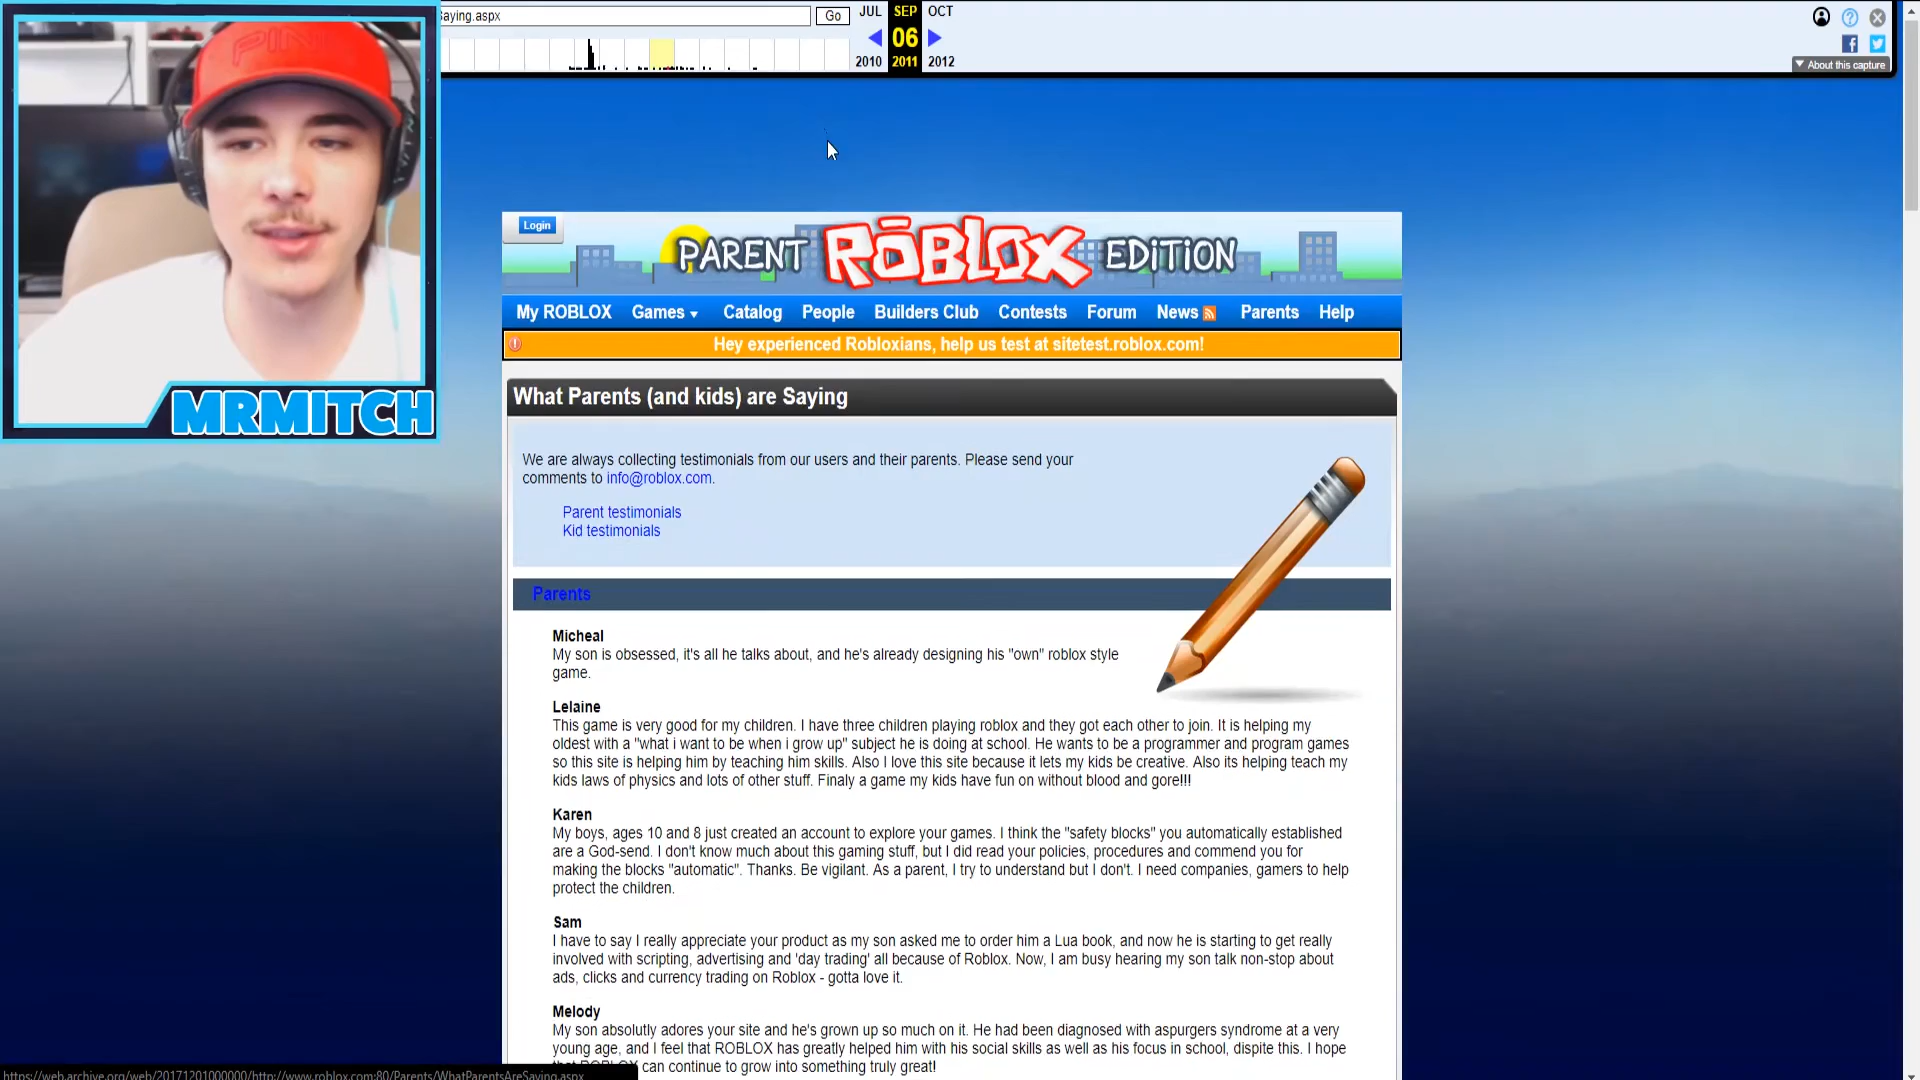 Saying.aspx
Go
JUL SEP OCT
06
2010 2011 2012
About this capture
PIN
MRMITCH
Login
PARENT ROBLOX EDITION
My ROBLOX Games Catalog People Builders Club Contests Forum News Parents Help
Hey experienced Robloxians, help us test at sitetest.roblox.com!
What Parents (and kids) are Saying
We are always collecting testimonials from our users and their parents. Please send your
comments to info@roblox.com.
Parent testimonials
Kid testimonials
Parents
Micheal
My son is obsessed, it's all he talks about, and he's already designing his "own" roblox style
game.
Lelaine
This game is very good for my children. I have three children playing roblox and they got each other to join. It is helping my
oldest with a "what i want to be when i grow up" subject he is doing at school. He wants to be a programmer and program games
so this site is helping him by teaching him skills. Also I love this site because it lets my kids be creative. Also its helping teach my
kids laws of physics and lots of other stuff. Finaly a game my kids have fun on without blood and gore!!!
Karen
My boys, ages 10 and 8 just created an account to explore your games. I think the "safety blocks" you automatically established
are a God-send. I don't know much about this gaming stuff, but I did read your policies, procedures and commend you for
making the blocks "automatic". Thanks. Be vigilant. As a parent, I try to understand but I don't. I need companies, gamers to help
protect the children.
Sam
I have to say I really appreciate your product as my son asked me to order him a Lua book, and now he is starting to get really
involved with scripting, advertising and 'day trading' all because of Roblox. Now, I am busy hearing my son talk non-stop about
ads, clicks and currency trading on Roblox - gotta love it.
Melody
My son absolutly adores your site and he's grown up so much on it. He had been diagnosed with aspurgers syndrome at a very
young age, and I feel that ROBLOX has greatly helped him with his social skills as well as his focus in school, dispite this. I hope
that ROBLOX can continue to grow into something truly great!
https://web.archive.org/web/20171201000000/http://www.roblox.com:80/Parents/WhatParentsAreSaying.aspx